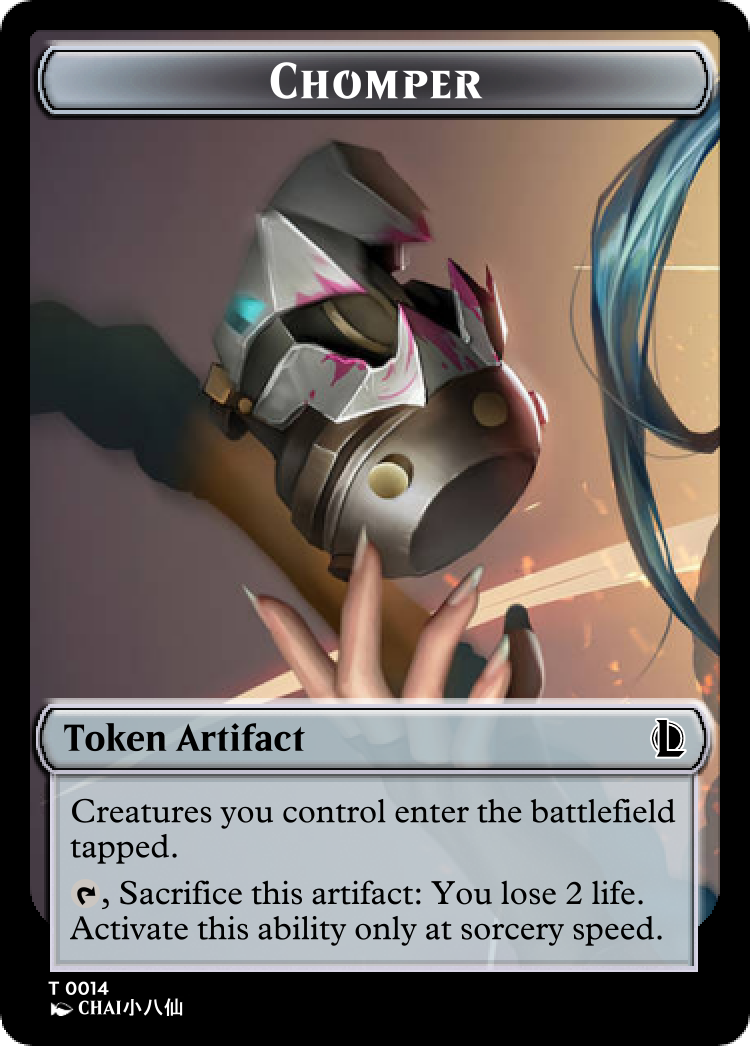 CHOMPER
Token Artifact
Creatures you control enter the battlefield
tapped.
, Sacrifice this artifact: You lose 2 life.
Activate this ability only at sorcery speed.
T 0014
CHAI小八仙